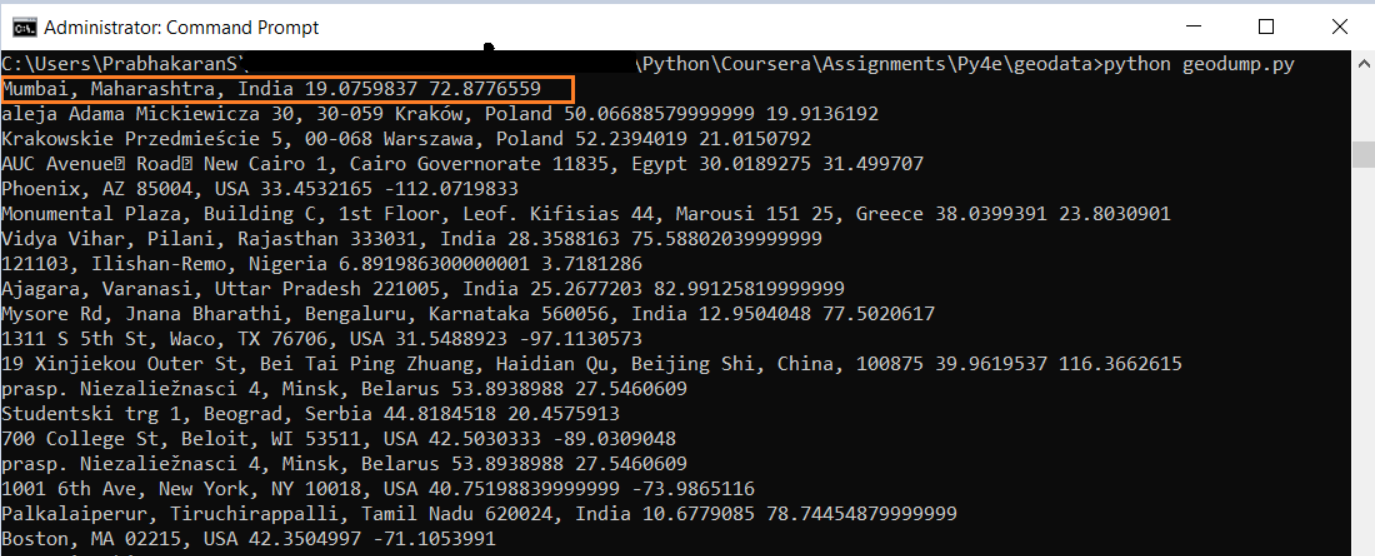 Administrator: Command Prompt
C:\Users\PrabhakaranS \Python\Coursera\Assignments\Py4e\geodata>python geodump.py
Mumbai, Maharashtra, India 19.0759837 72.8776559
aleja Adama Mickiewicza 30, 30-059 Kraków, Poland 50.06688579999999 19.9136192
Krakowskie Przedmieście 5, 00-068 Warszawa, Poland 52.2394019 21.0150792
AUC Avenue Road New Cairo 1, Cairo Governorate 11835, Egypt 30.0189275 31.499707
Phoenix, AZ 85004, USA 33.4532165 -112.0719833
Monumental Plaza, Building C, 1st Floor, Leof. Kifisias 44, Marousi 151 25, Greece 38.0399391 23.8030901
Vidya Vihar, Pilani, Rajasthan 333031, India 28.3588163 75.58802039999999
121103, Ilishan-Remo, Nigeria 6.891986300000001 3.7181286
Ajagara, Varanasi, Uttar Pradesh 221005, India 25.2677203 82.99125819999999
Mysore Rd, Jnana Bharathi, Bengaluru, Karnataka 560056, India 12.9504048 77.5020617
1311 S 5th St, Waco, TX 76706, USA 31.5488923 -97.1130573
19 Xinjiekou Outer St, Bei Tai Ping Zhuang, Haidian Qu, Beijing Shi, China, 100875 39.9619537 116.3662615
prasp. Niezaliežnasci 4, Minsk, Belarus 53.8938988 27.5460609
Studentski trg 1, Beograd, Serbia 44.8184518 20.4575913
700 College St, Beloit, WI 53511, USA 42.5030333 -89.0309048
prasp. Niezaliežnasci 4, Minsk, Belarus 53.8938988 27.5460609
1001 6th Ave, New York, NY 10018, USA 40.75198839999999 -73.9865116
Palkalaiperur, Tiruchirappalli, Tamil Nadu 620024, India 10.6779085 78.74454879999999
Boston, MA 02215, USA 42.3504997 -71.1053991